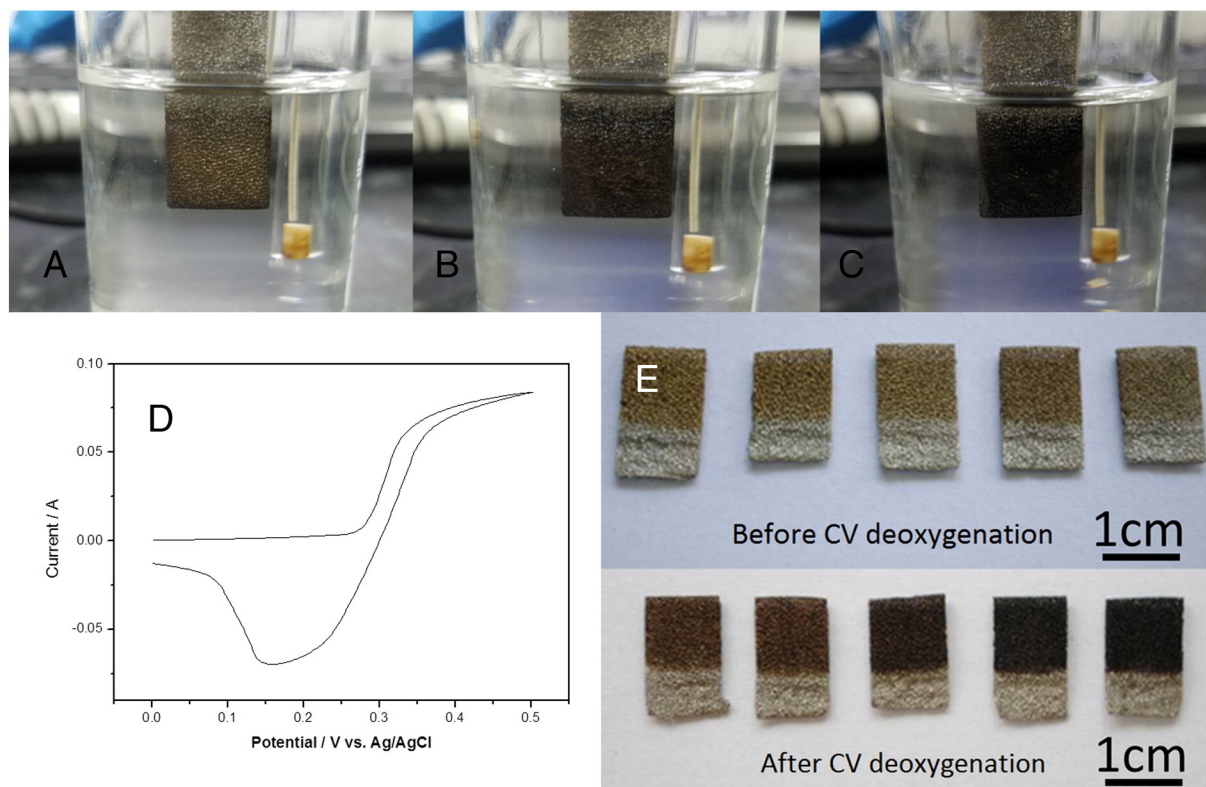 A
B
C
D
0.10
0.05
0.00
-0.05
Current / A
0.0
0.1
0.2
0.3
0.4
0.5
Potential / V vs. Ag/AgCl
E
Before CV deoxygenation
1cm
After CV deoxygenation
1cm